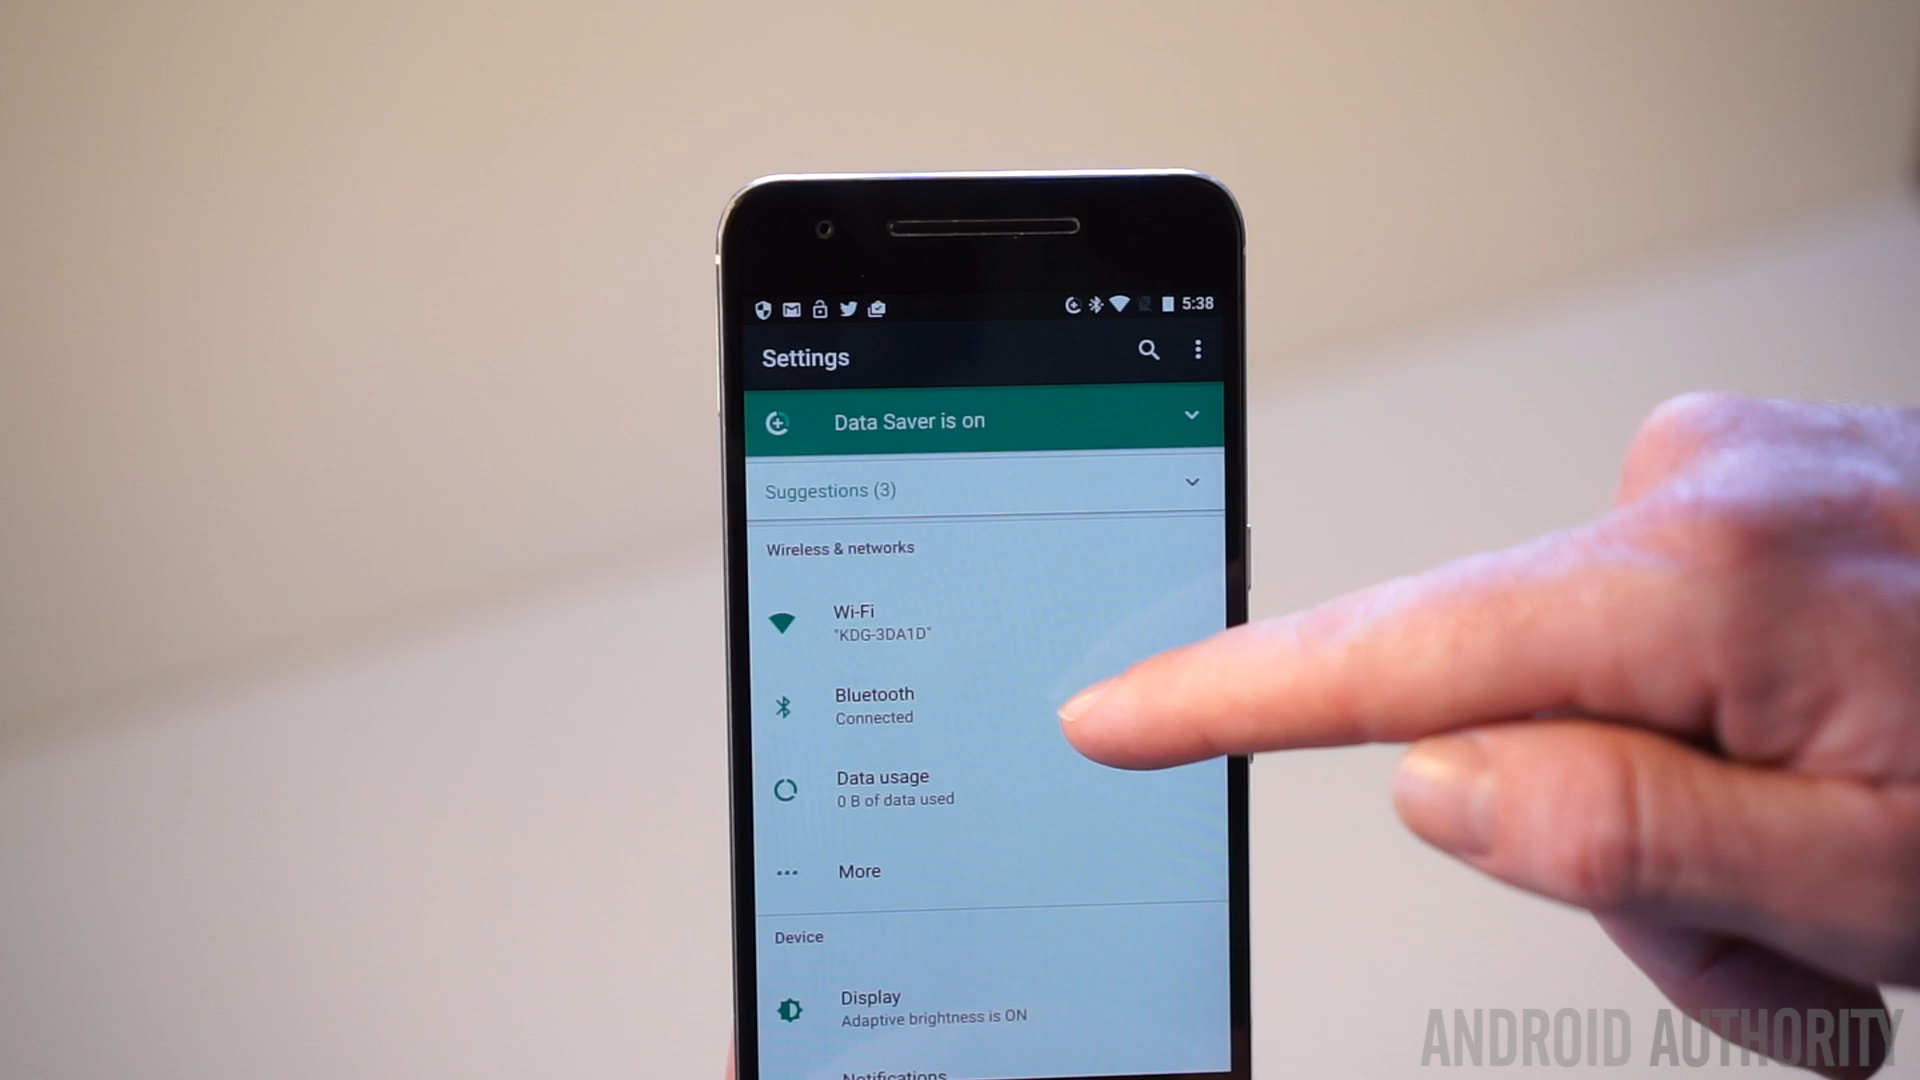 5:38
Settings
Data Saver is on
Suggestions (3)
Wireless & networks
Wi-Fi
"KDG-3DA1D"
Bluetooth
Connected
Data usage
0 B of data used
More
Device
Display
Adaptive brightness is ON
Notifications
ANDROID AUTHORITY